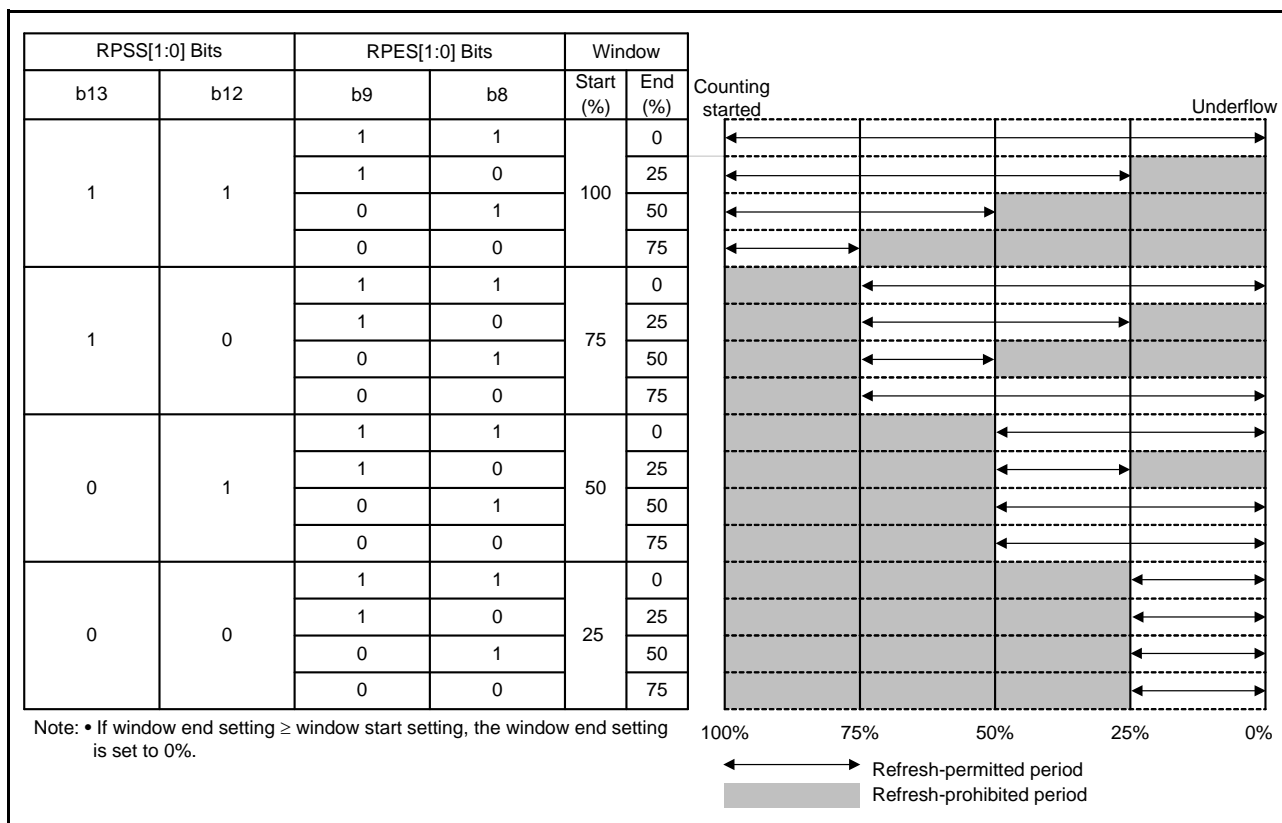 RPSS[1:0] Bits RPES[1:0] Bits Window
b13 b12 b9 b8 Start (%) End (%)
Counting started
Underflow
1 1 1 1 100 0
1 0 25
0 1 50
0 0 75
1 0 1 1 75 0
1 0 25
0 1 50
0 0 75
0 1 1 1 50 0
1 0 25
0 1 50
0 0 75
0 0 1 1 25 0
1 0 25
0 1 50
0 0 75
Note: • If window end setting ≥ window start setting, the window end setting
is set to 0%.
100% 75% 50% 25% 0%
Refresh-permitted period
Refresh-prohibited period